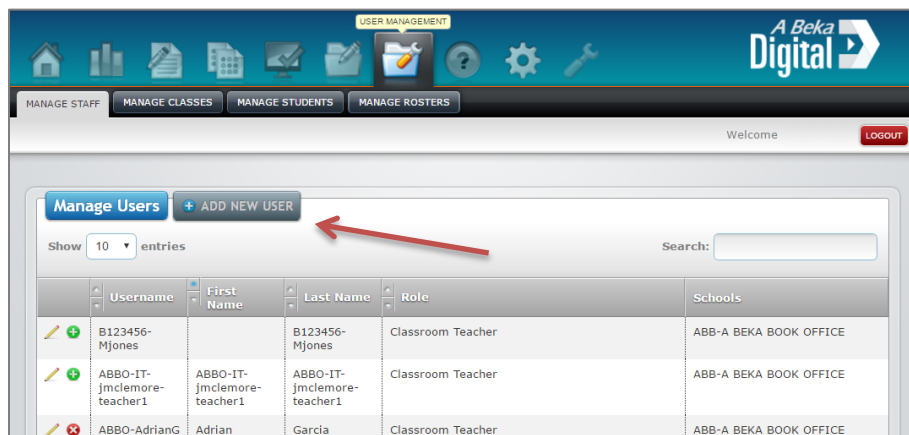 USER MANAGEMENT
A Beka
Digital
MANAGE STAFF MANAGE CLASSES MANAGE STUDENTS MANAGE ROSTERS
Welcome LOGOUT
Manage Users ADD NEW USER
Show 10 entries Search:
Username First Name Last Name Role Schools
B123456-Mjones B123456-Mjones Classroom Teacher ABB-A BEKA BOOK OFFICE
ABBO-IT-jmclemore-teacher1 ABBO-IT-jmclemore-teacher1 ABBO-IT-jmclemore-teacher1 Classroom Teacher ABB-A BEKA BOOK OFFICE
ABBO-AdrianG Adrian Garcia Classroom Teacher ABB-A BEKA BOOK OFFICE